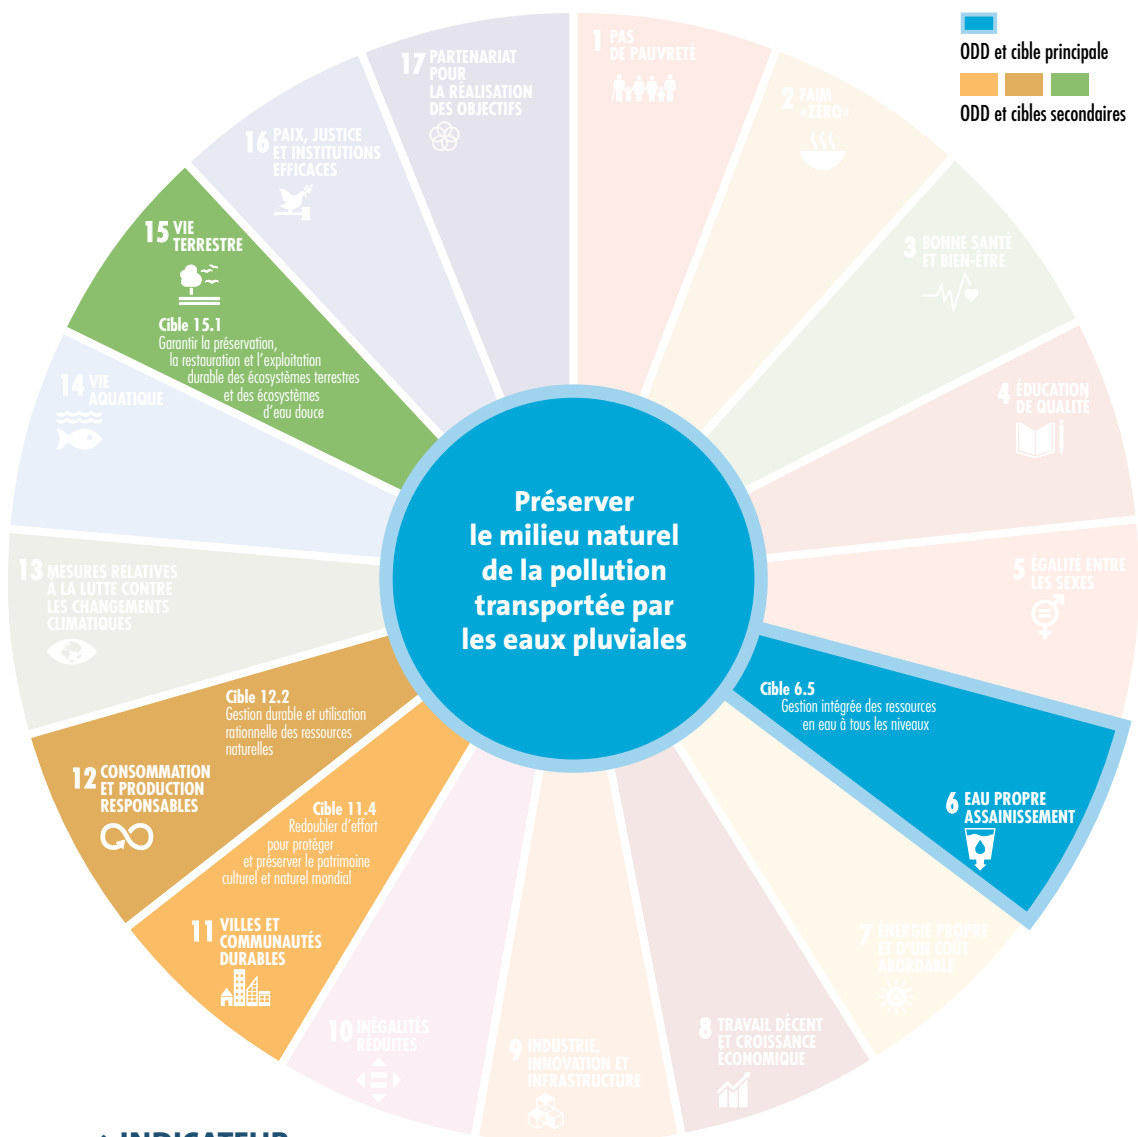 ODD et cible principale
ODD et cibles secondaires
1 PAS
DE PAUVRETÉ
2 FAIM
«ZÉRO»
3 BONNE SANTÉ
ET BIEN-ÊTRE
4 ÉDUCATION
DE QUALITÉ
5 ÉGALITÉ ENTRE
LES SEXES
Cible 6.5
Gestion intégrée des ressources
en eau à tous les niveaux
6 EAU PROPRE
ASSAINISSEMENT
7 ÉNERGIE PROPRE
ET D'UN COÛT
ABORDABLE
8 TRAVAIL DÉCENT
ET CROISSANCE
ÉCONOMIQUE
9 INDUSTRIE,
INNOVATION ET
INFRASTRUCTURE
10 INÉGALITÉS
RÉDUITES
Cible 11.4
Redoubler d'effort
pour protéger
et préserver le patrimoine
culturel et naturel mondial
11 VILLES ET
COMMUNAUTÉS
DURABLES
Cible 12.2
Gestion durable et utilisation
rationnelle des ressources
naturelles
12 CONSOMMATION
ET PRODUCTION
RESPONSABLES
13 MESURES RELATIVES
À LA LUTTE CONTRE
LES CHANGEMENTS
CLIMATIQUES
14 VIE
AQUATIQUE
15 VIE
TERRESTRE
Cible 15.1
Garantir la préservation,
la restauration et l'exploitation
durable des écosystèmes terrestres
et des écosystèmes
d'eau douce
16 PAIX, JUSTICE
ET INSTITUTIONS
EFFICACES
17 PARTENARIAT
POUR
LA RÉALISATION
DES OBJECTIFS
Préserver
le milieu naturel
de la pollution
transportée par
les eaux pluviales
INDICATEUR